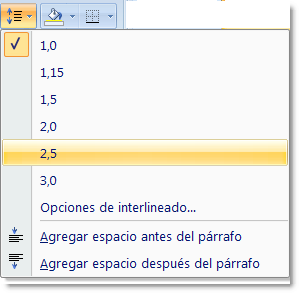 1,0
1,15
1,5
2,0
2,5
3,0
Opciones de interlineado...
Agregar espacio antes del párrafo
Agregar espacio después del párrafo